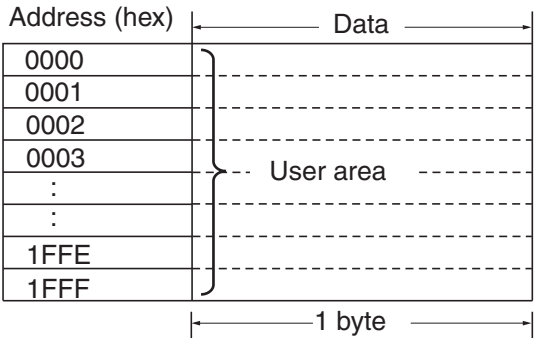 Address (hex) Data
0000
0001
0002
0003 User area
:
:
1FFE
1FFF
1 byte